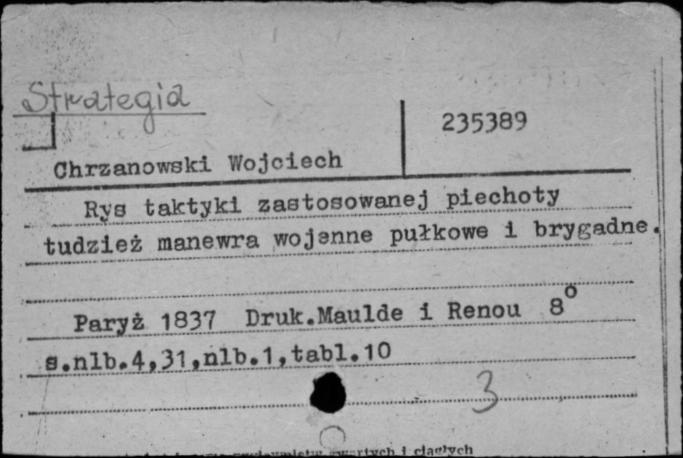 Strategia
235389
Chrzanowski Wojciech
Rys taktyki zastosowanej piechoty
tudzież manewra wojenne pułkowe i brygadne.
Paryż 1837 Druk.Maulde i Renou 8°
s.nlb.4,31,nlb.1,tabl.10
3
i ciągłych